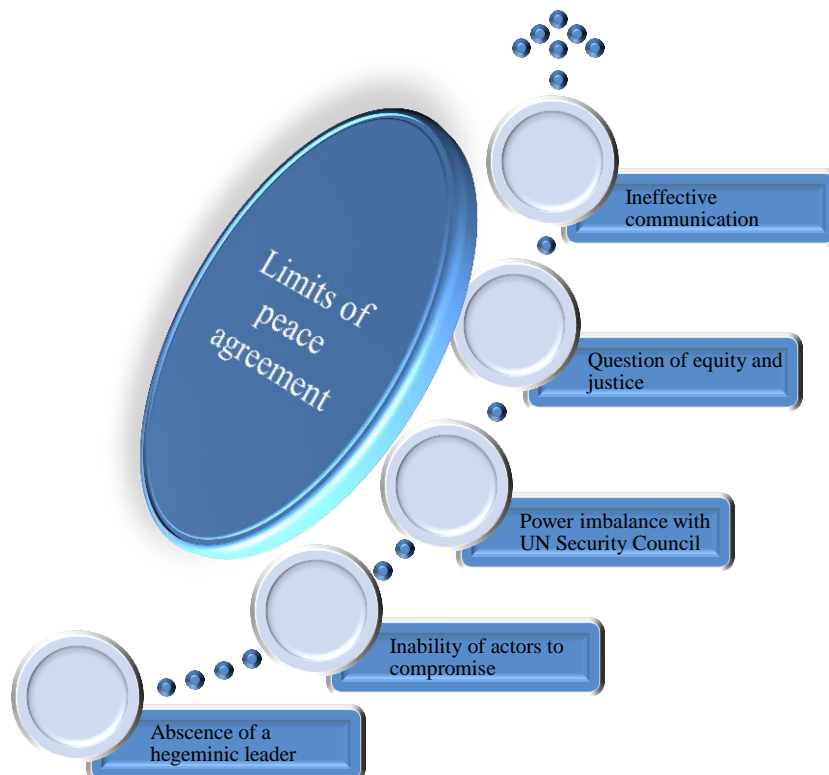 Limits of
peace
agreement
Ineffective
communication
Question of equity and
justice
Power imbalance with
UN Security Council
Inability of actors to
compromise
Abscence of a
hegeminic leader